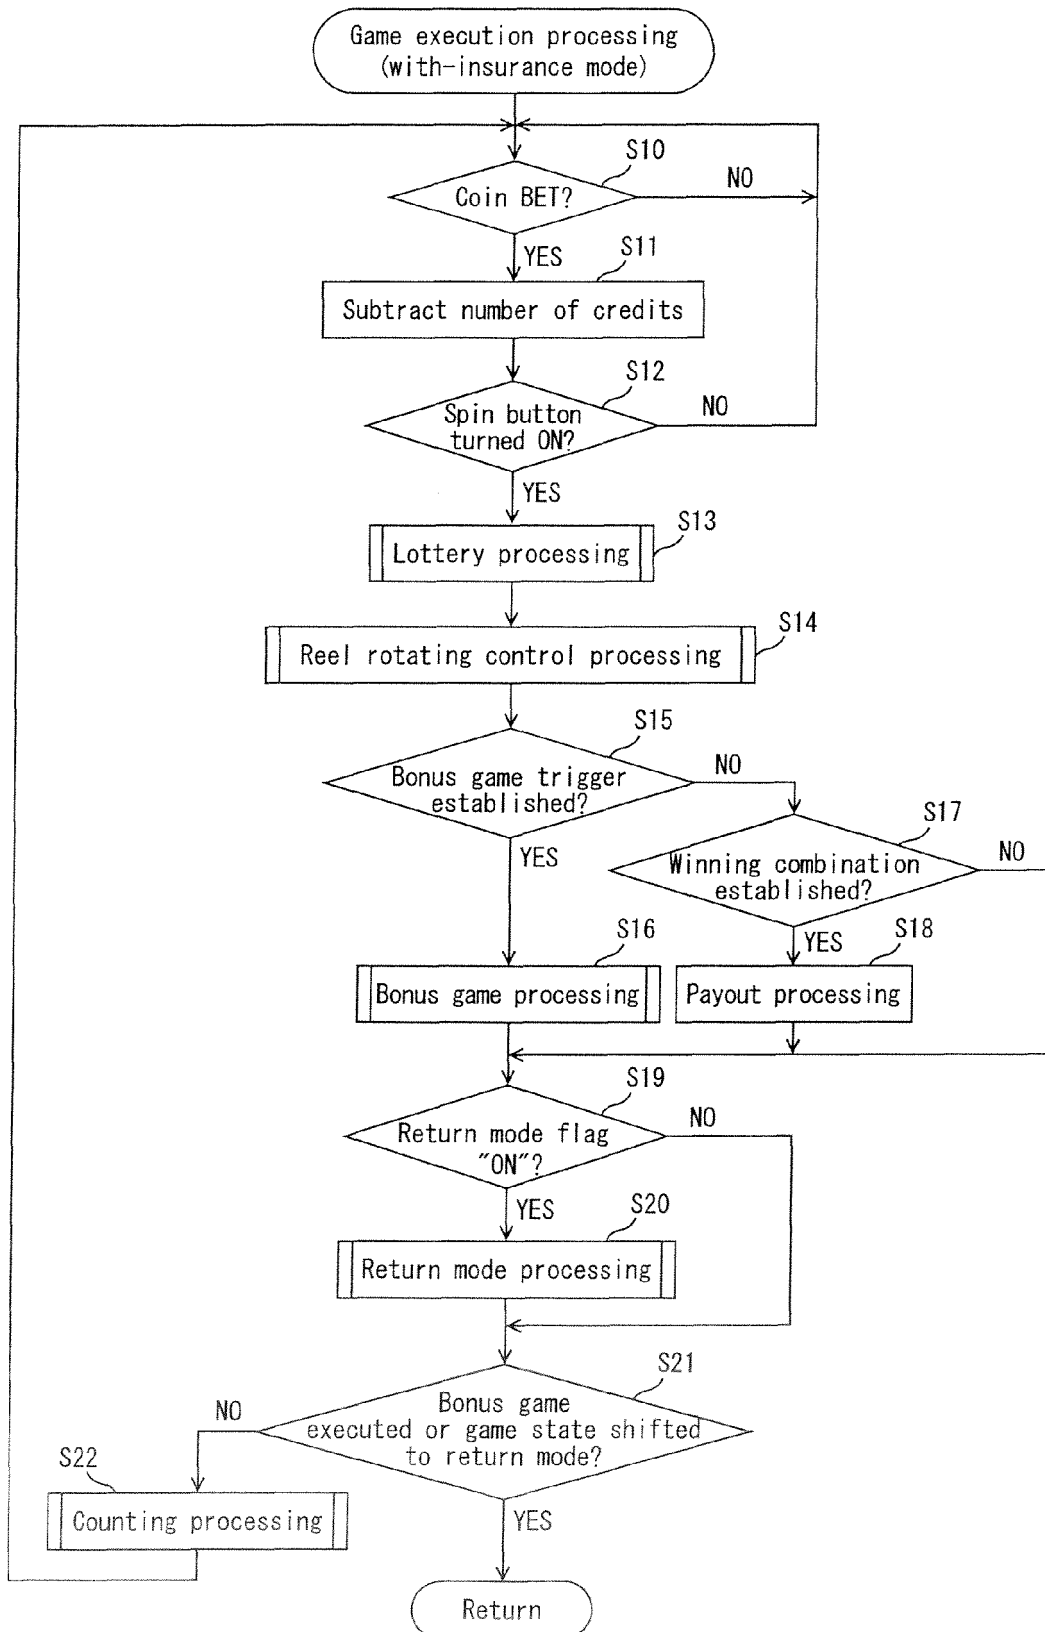 Game execution processing
(with-insurance mode)
S10
Coin BET?
NO
YES
S11
Subtract number of credits
S12
Spin button
turned ON?
NO
YES
S13
Lottery processing
S14
Reel rotating control processing
S15
Bonus game trigger
established?
NO
YES
S17
Winning combination
established?
NO
YES
S16
Bonus game processing
S18
Payout processing
S19
Return mode flag
"ON"?
NO
YES
S20
Return mode processing
S21
Bonus game
executed or game state shifted
to return mode?
NO
YES
S22
Counting processing
Return